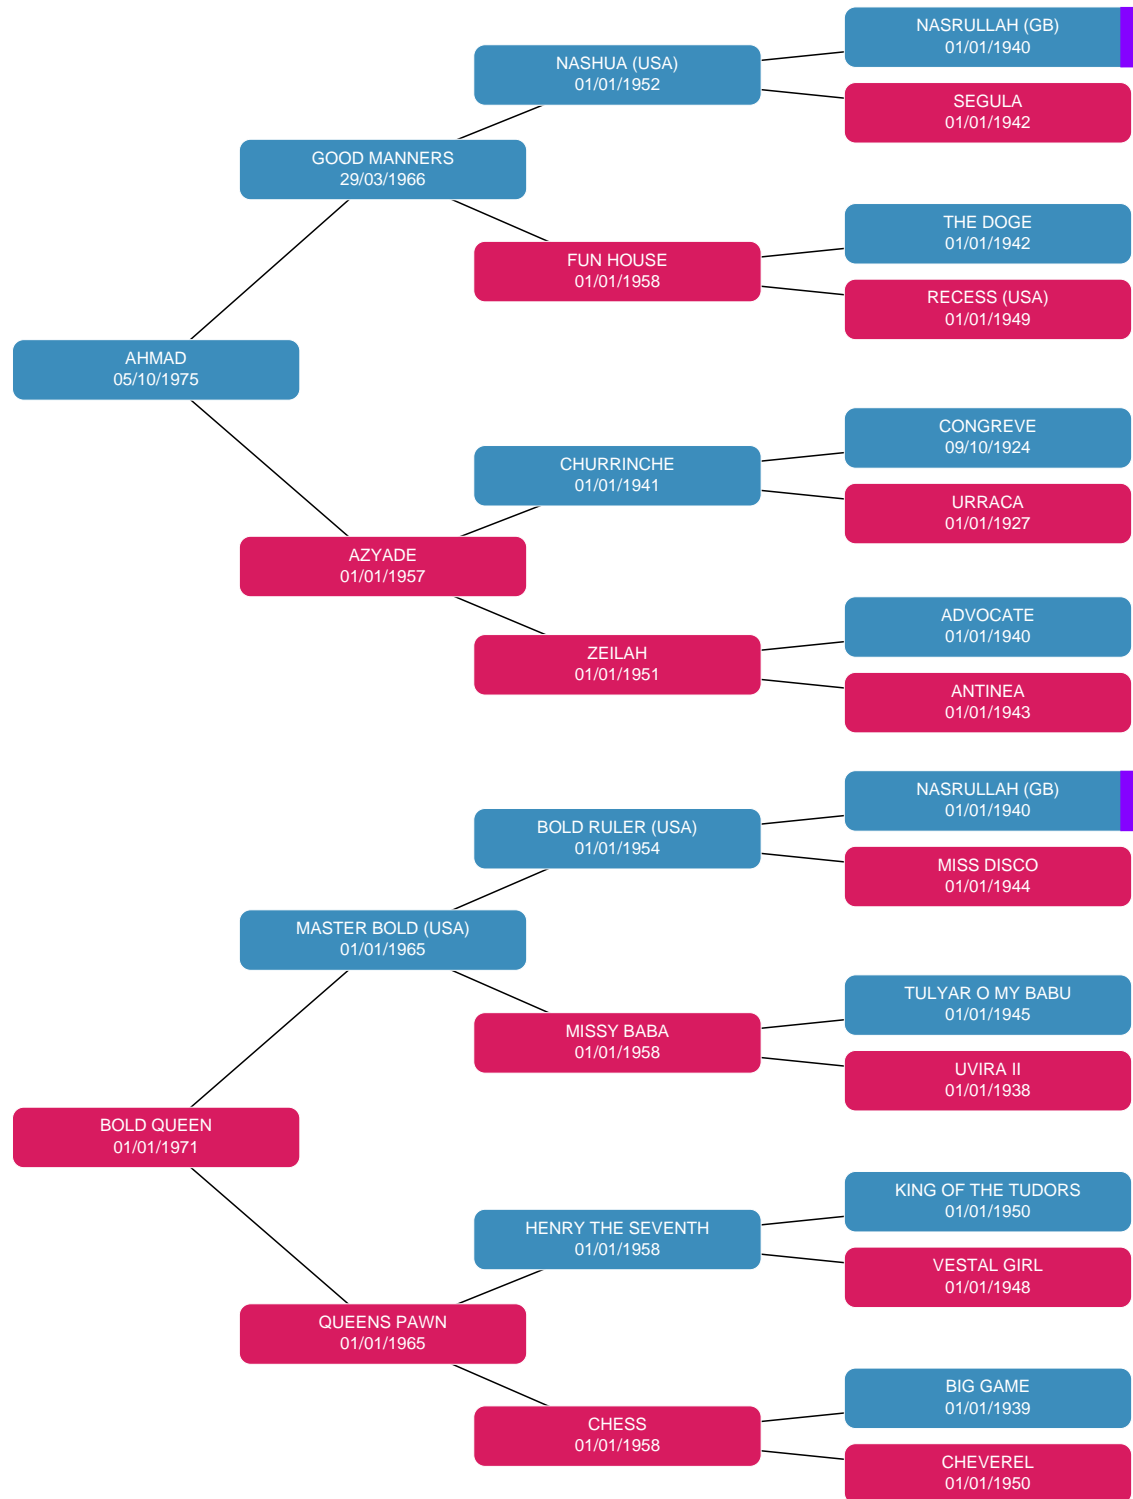 NASRULLAH (GB)
01/01/1940
NASHUA (USA)
01/01/1952
SEGULA
01/01/1942
GOOD MANNERS
29/03/1966
THE DOGE
01/01/1942
FUN HOUSE
01/01/1958
RECESS (USA)
01/01/1949
AHMAD
05/10/1975
CONGREVE
09/10/1924
CHURRINCHE
01/01/1941
URRACA
01/01/1927
AZYADE
01/01/1957
ADVOCATE
01/01/1940
ZEILAH
01/01/1951
ANTINEA
01/01/1943
NASRULLAH (GB)
01/01/1940
BOLD RULER (USA)
01/01/1954
MISS DISCO
01/01/1944
MASTER BOLD (USA)
01/01/1965
TULYAR O MY BABU
01/01/1945
MISSY BABA
01/01/1958
UVIRA II
01/01/1938
BOLD QUEEN
01/01/1971
KING OF THE TUDORS
01/01/1950
HENRY THE SEVENTH
01/01/1958
VESTAL GIRL
01/01/1948
QUEENS PAWN
01/01/1965
BIG GAME
01/01/1939
CHESS
01/01/1958
CHEVEREL
01/01/1950